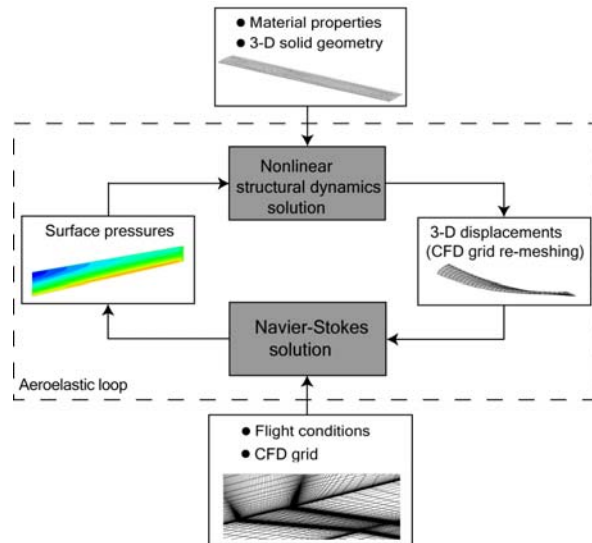 ● Material properties
● 3-D solid geometry
Nonlinear
structural dynamics
solution
Surface pressures
3-D displacements
(CFD grid re-meshing)
Navier-Stokes
solution
Aeroelastic loop
● Flight conditions
● CFD grid